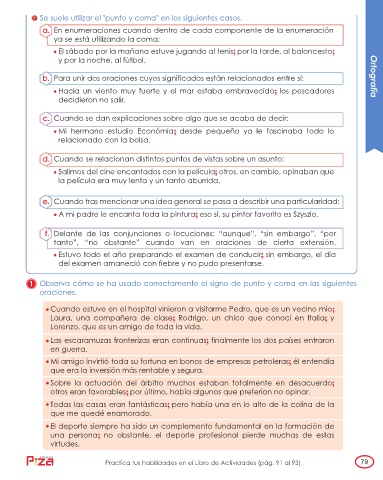 Se suele utilizar el "punto y coma" en los siguientes casos.
a. En enumeraciones cuando dentro de cada componente de la enumeración
ya se está utilizando la coma:
• El sábado por la mañana estuve jugando al tenis; por la tarde, al baloncesto;
y por la noche, al fútbol.
b. Para unir dos oraciones cuyos significados están relacionados entre sí:
• Hacía un viento muy fuerte y el mar estaba embravecido; los pescadores
decidieron no salir.
c. Cuando se dan explicaciones sobre algo que se acaba de decir:
• Mi hermano estudio Económia; desde pequeño ya le fascinaba todo lo
relacionado con la bolsa.
d. Cuando se relacionan distintos puntos de vistas sobre un asunto:
• Salimos del cine encantados con la película; otros, en cambio, opinaban que
la película era muy lenta y un tanto aburrida.
e. Cuando tras mencionar una idea general se pasa a describir una particularidad:
• A mi padre le encanta toda la pintura; eso sí, su pintor favorito es Szyszlo.
f. Delante de las conjunciones o locuciones: "aunque", "sin embargo", "por
tanto", "no obstante" cuando van en oraciones de cierta extensión.
• Estuvo todo el año preparando el examen de conducir; sin embargo, el día
del examen amaneció con fiebre y no pudo presentarse.
Ortografía
1 Observa cómo se ha usado correctamente el signo de punto y coma en las siguientes
oraciones.
• Cuando estuve en el hospital vinieron a visitarme Pedro, que es un vecino mío;
Laura, una compañera de clase; Rodrigo, un chico que conocí en Italia; y
Lorenzo, que es un amigo de toda la vida.
• Las escaramuzas fronterizas eran continuas; finalmente los dos países entraron
en guerra.
• Mi amigo invirtió toda su fortuna en bonos de empresas petroleras; él entendía
que era la inversión más rentable y segura.
• Sobre la actuación del árbitro muchos estaban totalmente en desacuerdo;
otros eran favorables; por último, había algunos que preferían no opinar.
• Todas las casas eran fantásticas; pero había una en lo alto de la colina de la
que me quedé enamorado.
• El deporte siempre ha sido un complemento fundamental en la formación de
una persona; no obstante, el deporte profesional pierde muchas de estas
virtudes.
Practica tus habilidades en el Libro de Actividades (pág. 91 al 93)
79